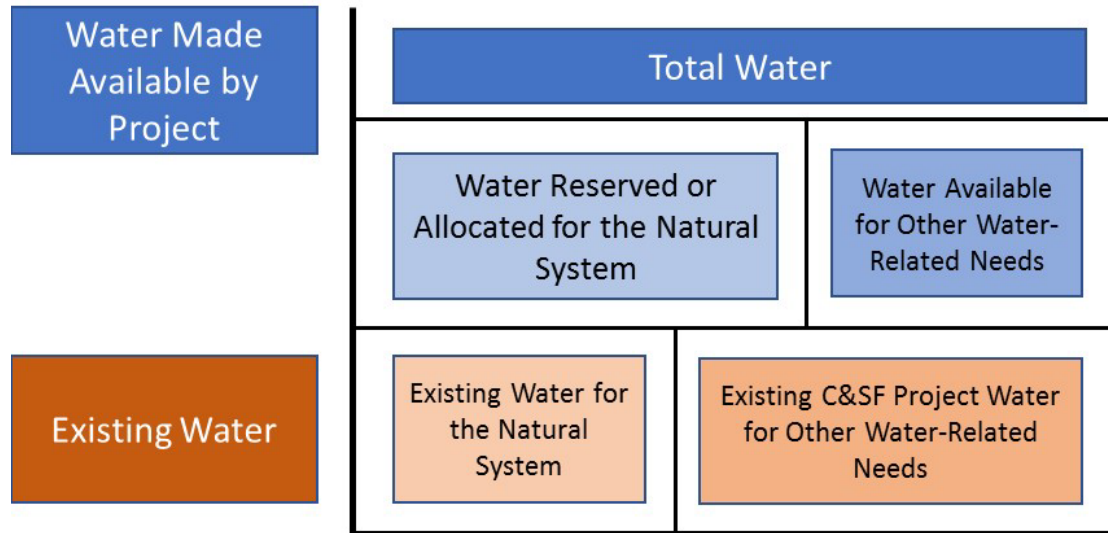 Water Made
Available by
Project
Total Water
Water Reserved or
Allocated for the Natural
System
Water Available
for Other Water-
Related Needs
Existing Water
Existing Water for
the Natural
System
Existing C&SF Project Water
for Other Water-Related
Needs